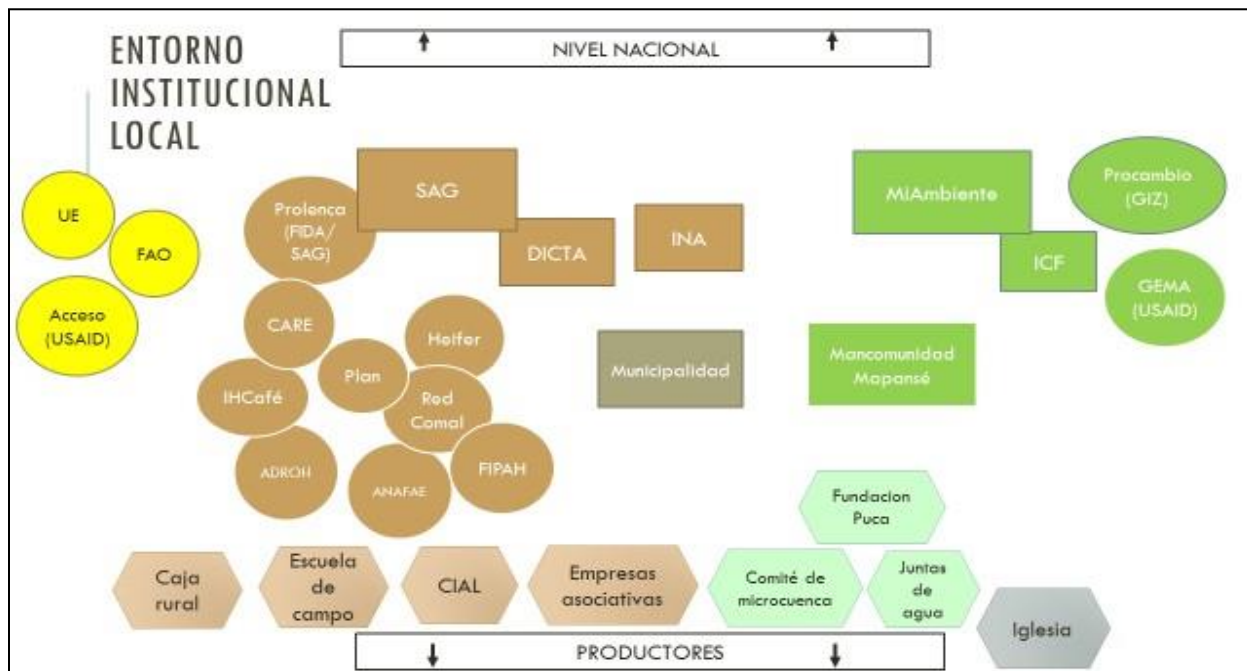 ENTORNO
INSTITUCIONAL
LOCAL
NIVEL NACIONAL
UE
FAO
Acceso
(USAID)
Prolenca
(FIDA/
SAG)
SAG
DICTA
INA
MiAmbiente
ICF
Procambio
(GIZ)
GEMA
(USAID)
CARE
Plan
Heifer
IHCafé
Red
Comal
ADROH
ANAFAE
FIPAH
Municipalidad
Mancomunidad
Mapansé
Fundacion
Puca
Caja
rural
Escuela
de
campo
CIAL
Empresas
asociativas
Comité de
microcuenca
Juntas
de
agua
Iglesia
PRODUCTORES